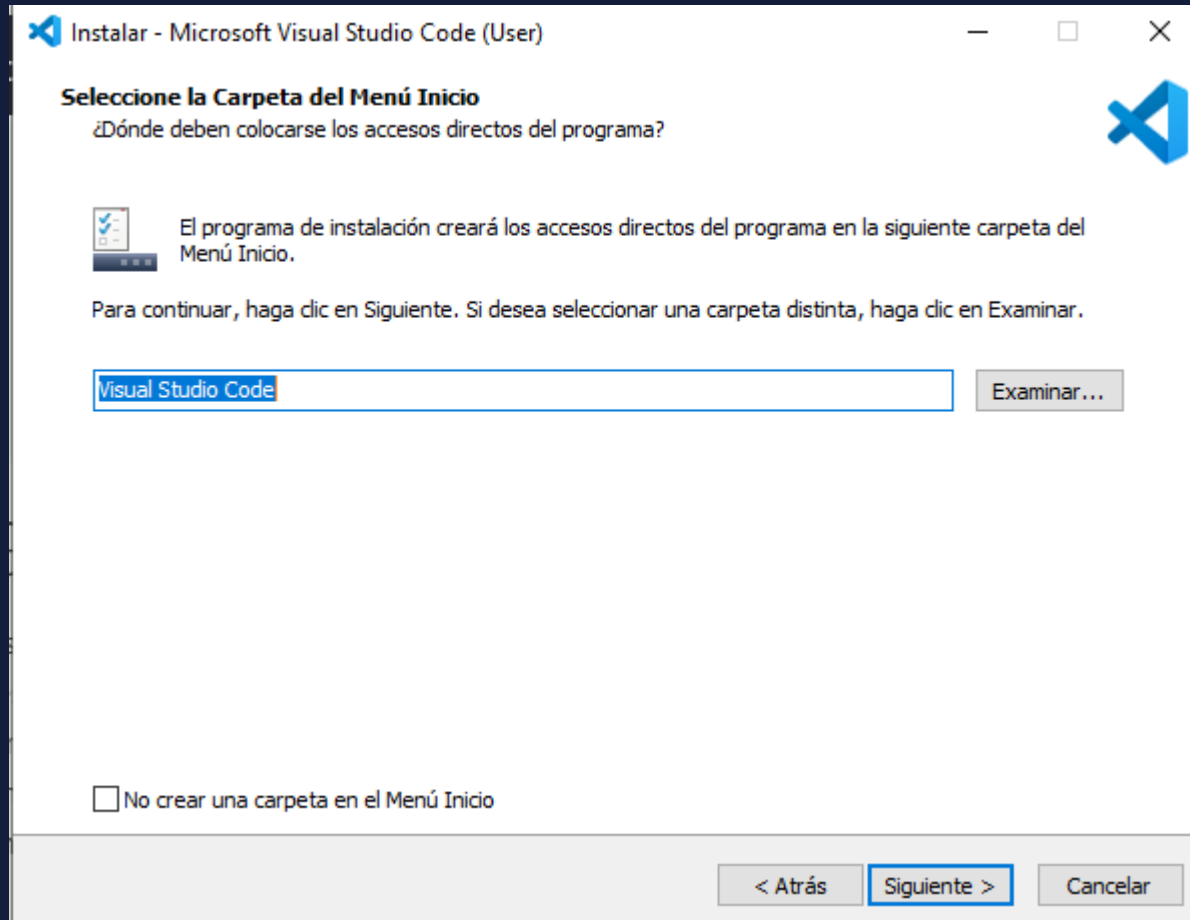 Instalar - Microsoft Visual Studio Code (User)
Seleccione la Carpeta del Menú Inicio
¿Dónde deben colocarse los accesos directos del programa?
El programa de instalación creará los accesos directos del programa en la siguiente carpeta del
Menú Inicio.
Para continuar, haga clic en Siguiente. Si desea seleccionar una carpeta distinta, haga clic en Examinar.
Visual Studio Code
Examinar...
No crear una carpeta en el Menú Inicio
< Atrás
Siguiente >
Cancelar